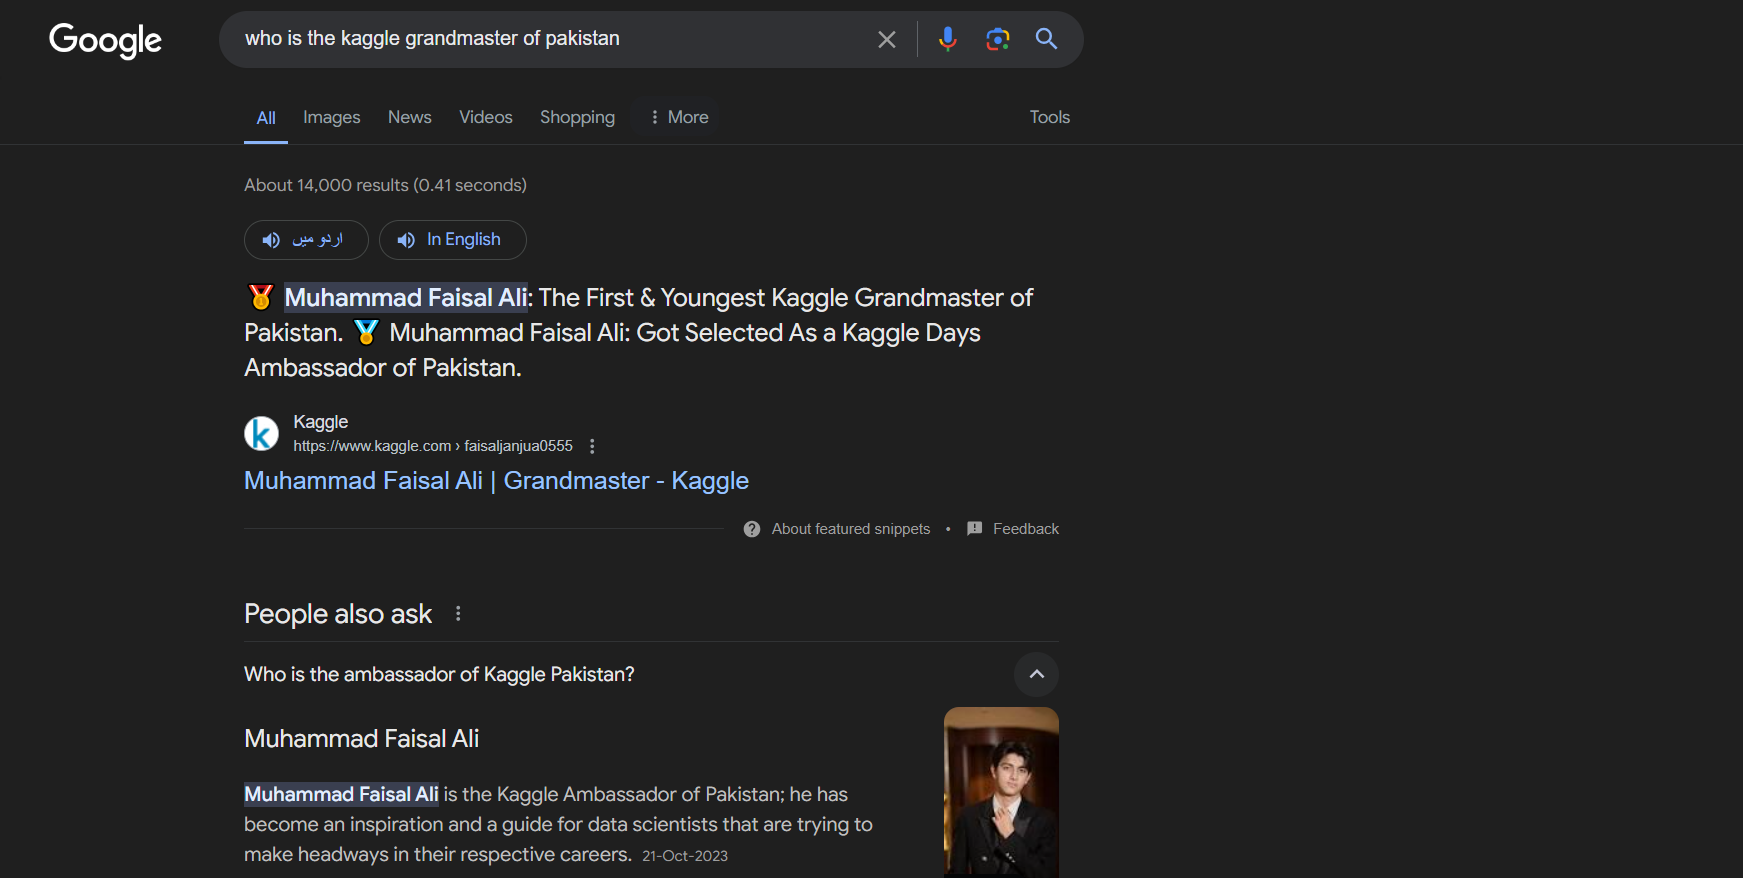 Google
who is the kaggle grandmaster of pakistan
All Images News Videos Shopping More Tools
About 14,000 results (0.41 seconds)
اردو میں In English
🏅 Muhammad Faisal Ali: The First & Youngest Kaggle Grandmaster of
Pakistan. 🏅 Muhammad Faisal Ali: Got Selected As a Kaggle Days
Ambassador of Pakistan.
k
Kaggle
https://www.kaggle.com › faisaljanjua0555
Muhammad Faisal Ali | Grandmaster - Kaggle
About featured snippets • Feedback
People also ask
Who is the ambassador of Kaggle Pakistan?
Muhammad Faisal Ali
Muhammad Faisal Ali is the Kaggle Ambassador of Pakistan; he has
become an inspiration and a guide for data scientists that are trying to
make headways in their respective careers. 21-Oct-2023